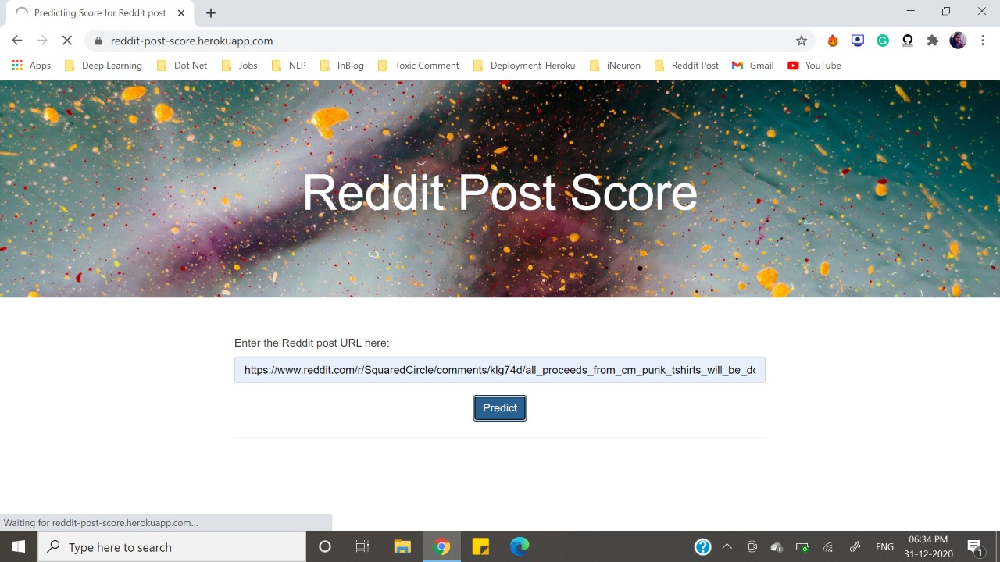 Predicting Score for Reddit post
reddit-post-score.herokuapp.com
Apps Deep Learning Dot Net Jobs NLP InBlog Toxic Comment Deployment-Heroku iNeuron Reddit Post Gmail YouTube
Reddit Post Score
Enter the Reddit post URL here:
https://www.reddit.com/r/SquaredCircle/comments/klg74d/all_proceeds_from_cm_punk_tshirts_will_be_dc
Predict
Waiting for reddit-post-score.herokuapp.com...
Type here to search
ENG
06:34 PM
31-12-2020
1